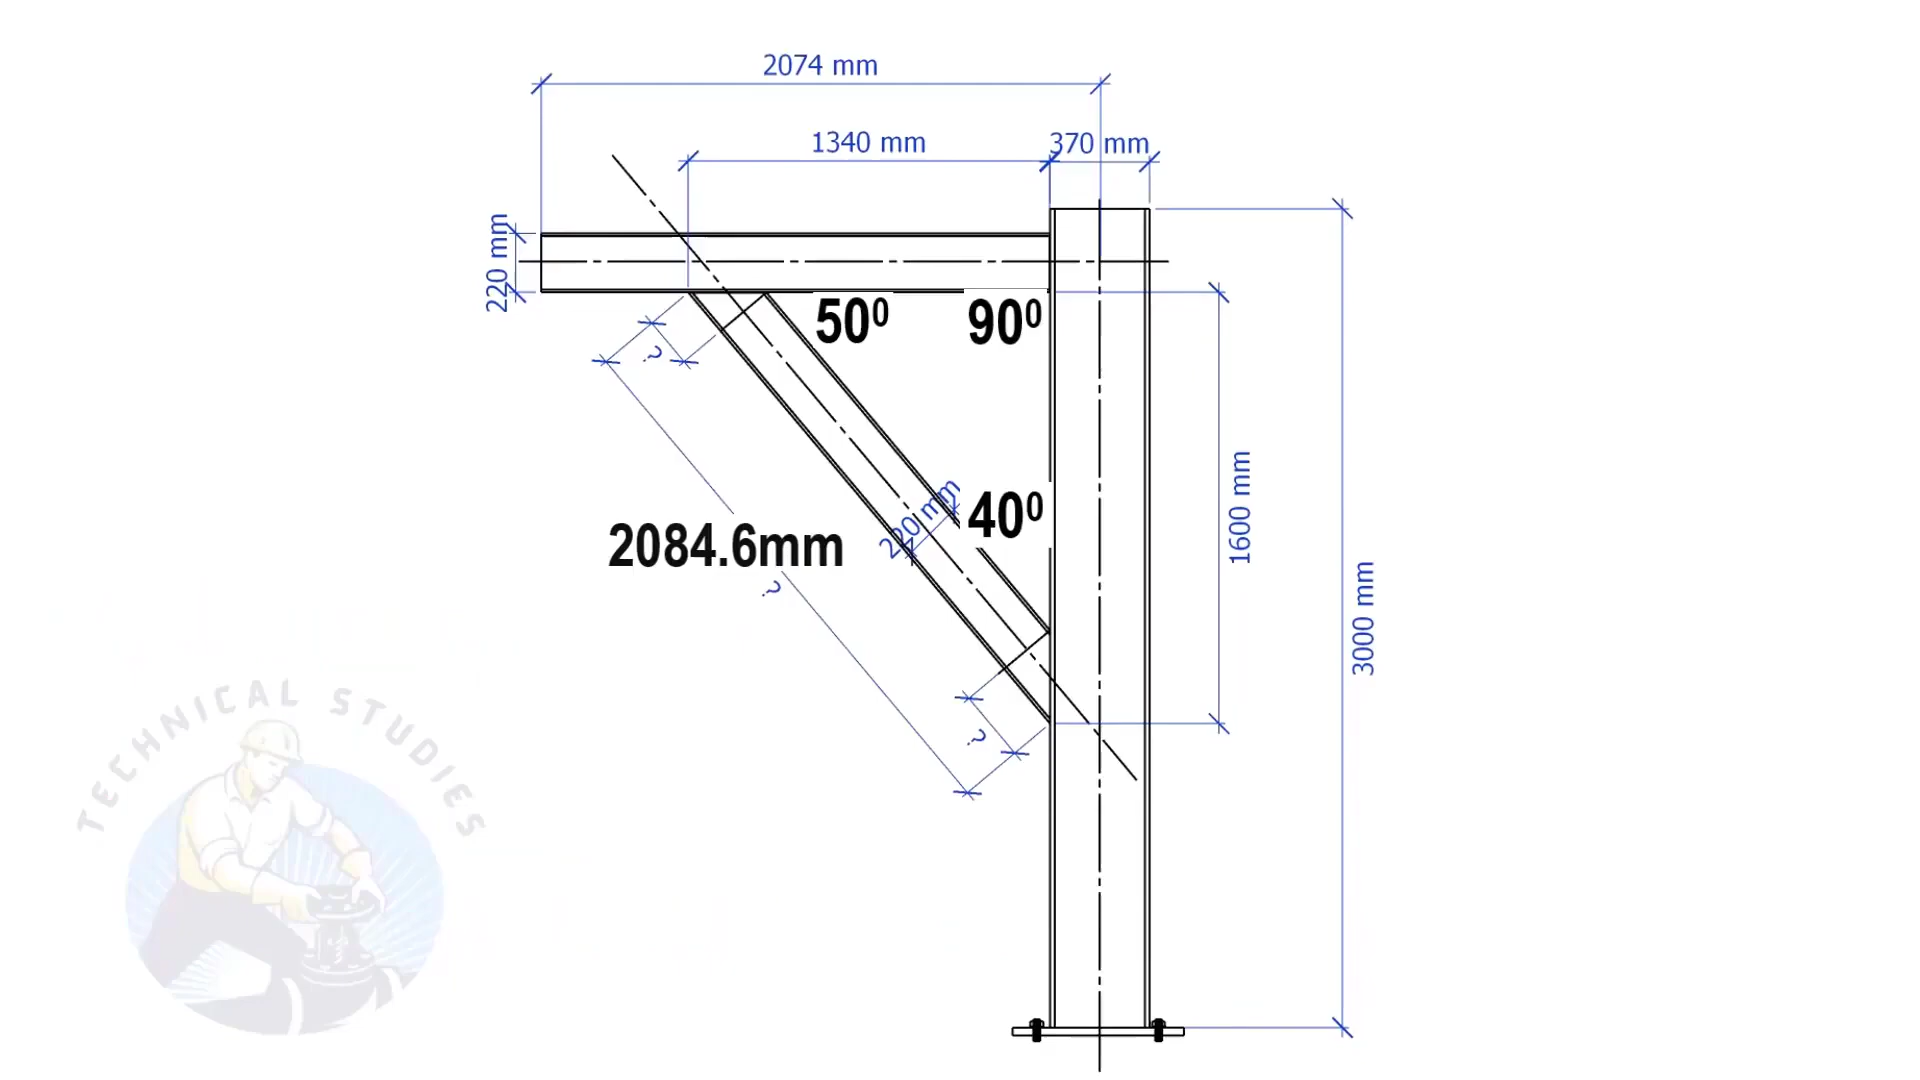 2074 mm
1340 mm
370 mm
220 mm
50⁰
90⁰
?
220 mm
40⁰
2084.6mm
?
1600 mm
3000 mm
?
TECHNICAL STUDIES